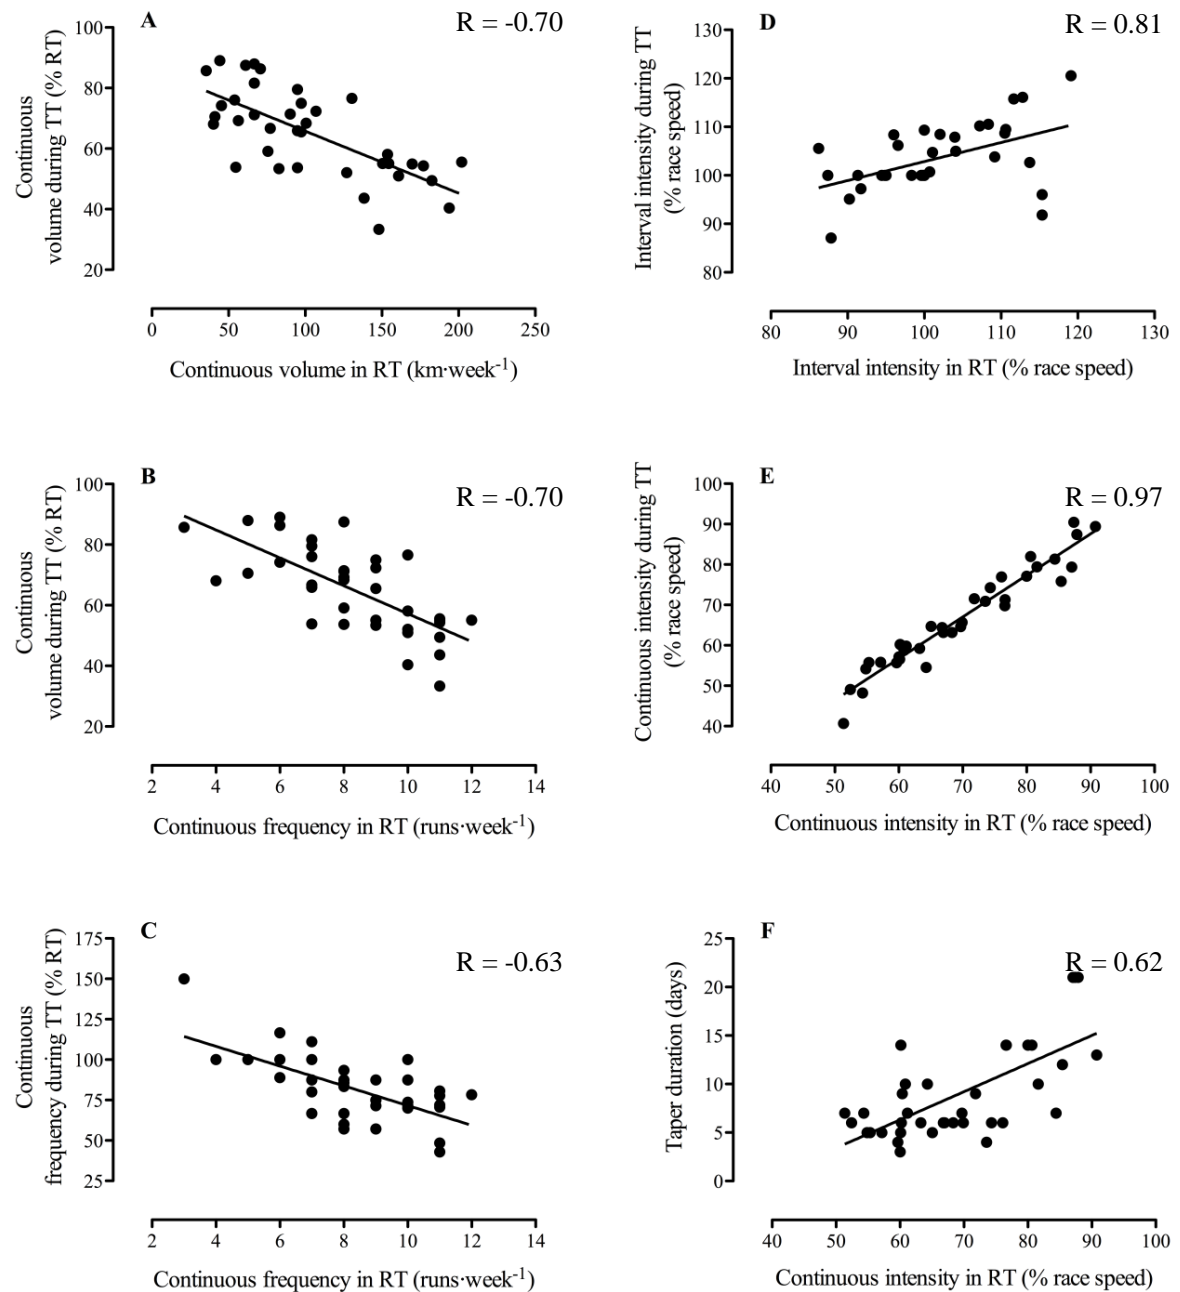 A
R = -0.70
Continuous
volume during TT (% RT)
100
80
60
40
20
0 50 100 150 200 250
Continuous volume in RT (km·week-1)
D
R = 0.81
Interval intensity during TT
(% race speed)
130
120
110
100
90
80
80 90 100 110 120 130
Interval intensity in RT (% race speed)
B
R = -0.70
Continuous
volume during TT (% RT)
100
80
60
40
20
2 4 6 8 10 12 14
Continuous frequency in RT (runs·week-1)
E
R = 0.97
Continuous intensity during TT
(% race speed)
100
90
80
70
60
50
40
40 50 60 70 80 90 100
Continuous intensity in RT (% race speed)
C
R = -0.63
Continuous
frequency during TT (% RT)
175
150
125
100
75
50
25
2 4 6 8 10 12 14
Continuous frequency in RT (runs·week-1)
F
R = 0.62
Taper duration (days)
25
20
15
10
5
0
40 50 60 70 80 90 100
Continuous intensity in RT (% race speed)